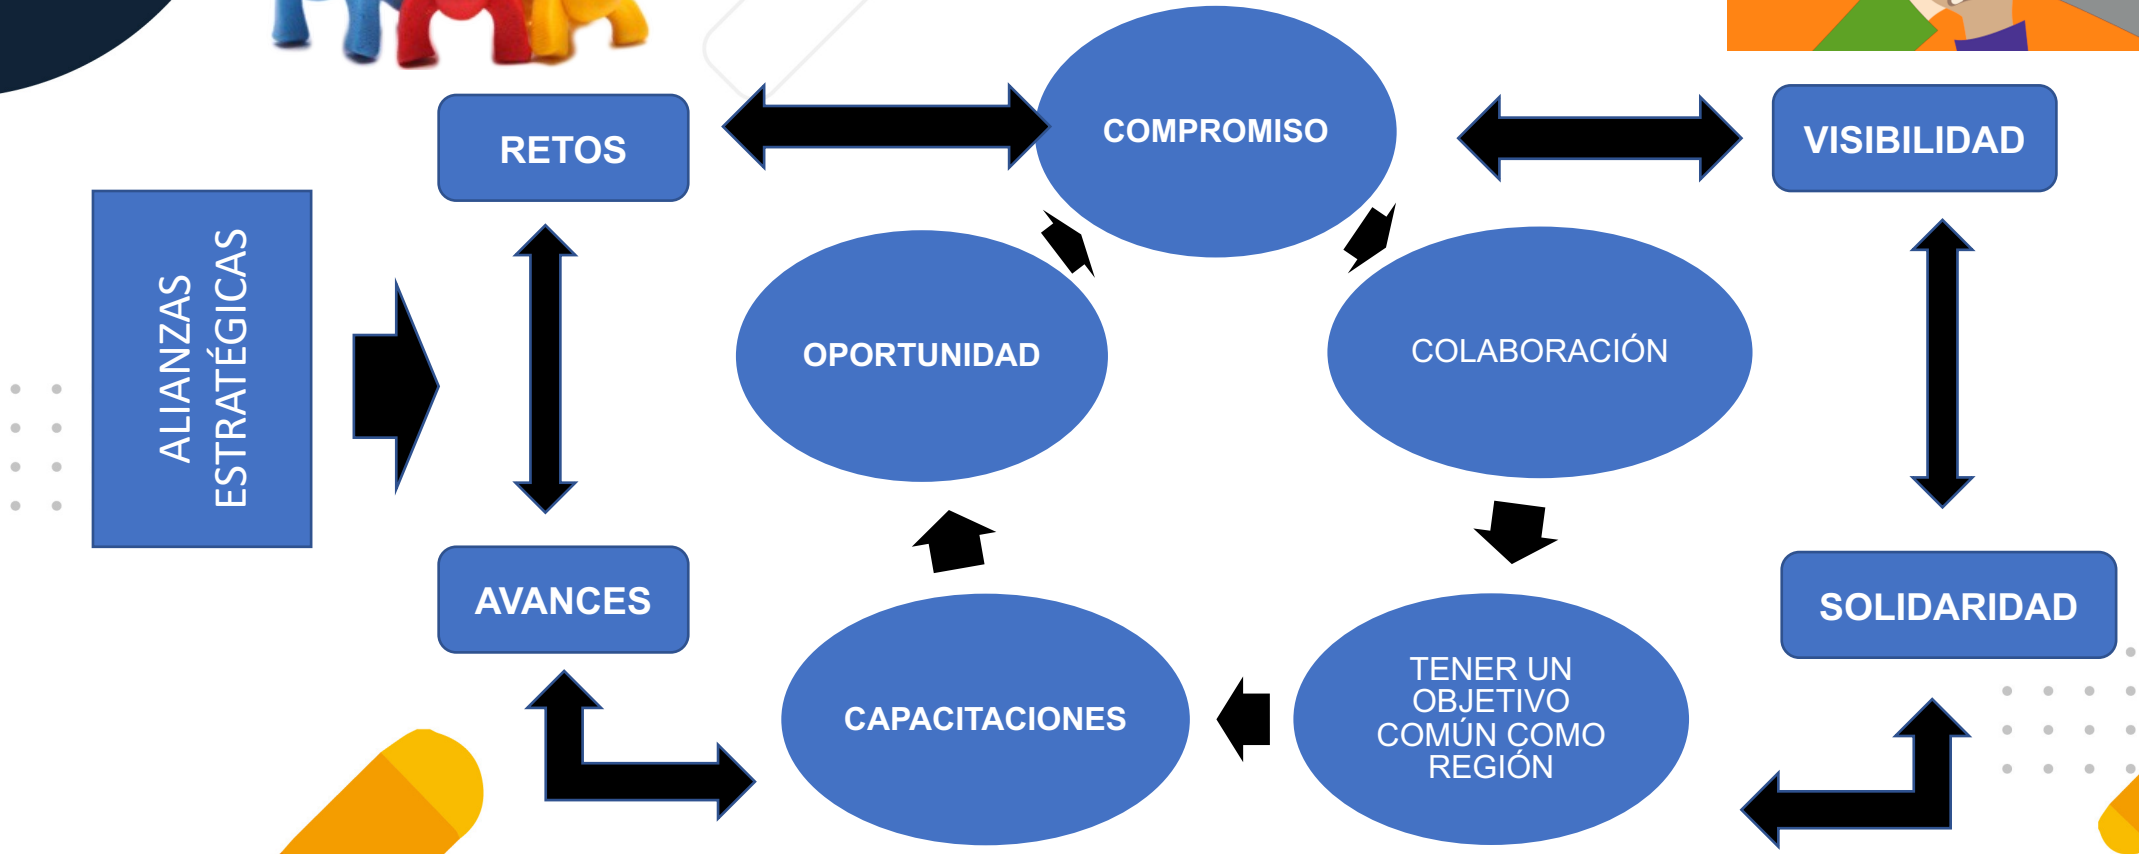 RETOS
COMPROMISO
VISIBILIDAD
ALIANZAS
ESTRATÉGICAS
OPORTUNIDAD
COLABORACIÓN
AVANCES
SOLIDARIDAD
CAPACITACIONES
TENER UN
OBJETIVO
COMÚN COMO
REGIÓN